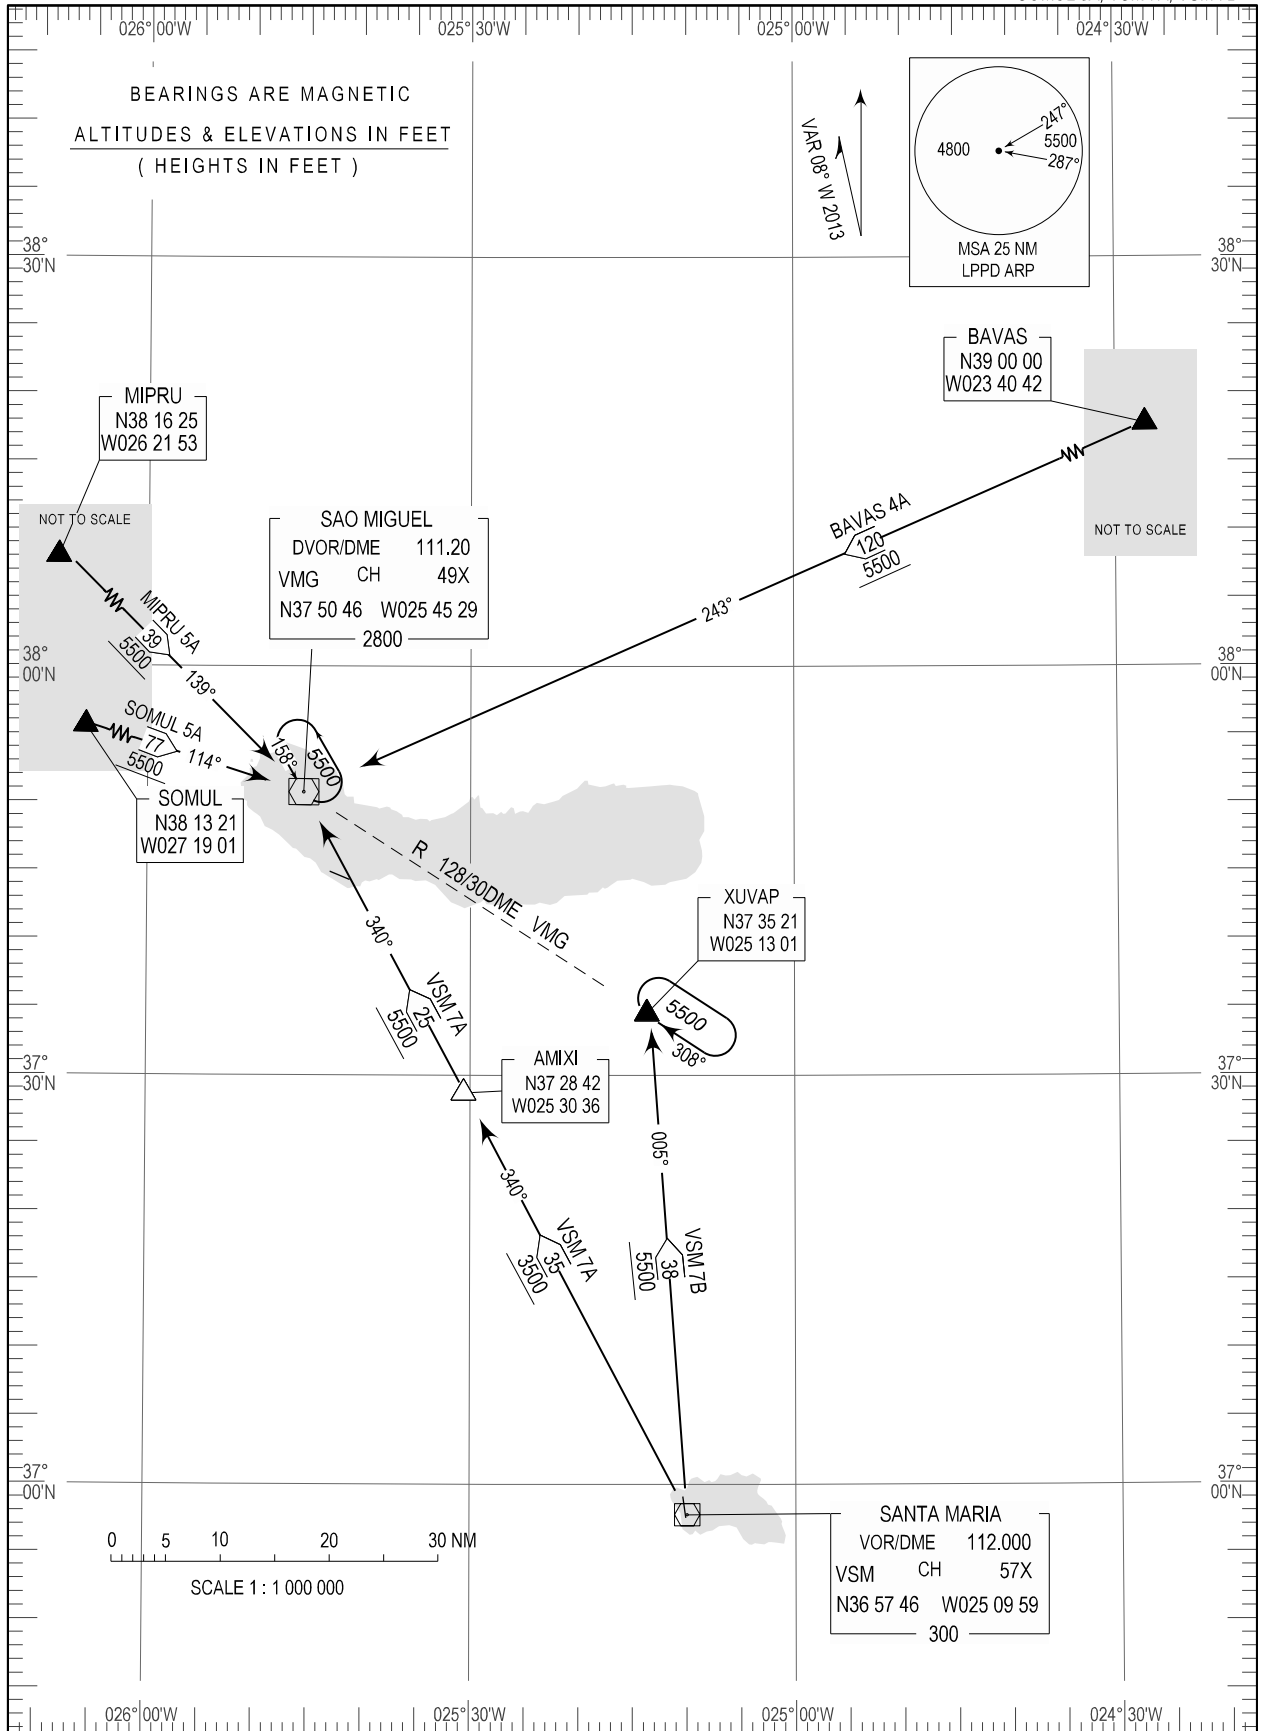 026° 00'W
025° 30'W
025° 00'W
024° 30'W
BEARINGS ARE MAGNETIC
ALTITUDES & ELEVATIONS IN FEET
( HEIGHTS IN FEET )
VAR 08° W 2013
4800
247°
5500
287°
MSA 25 NM
LPPD ARP
38°
30'N
38°
30'N
BAVAS
N39 00 00
W023 40 42
MIPRU
N38 16 25
W026 21 53
NOT TO SCALE
NOT TO SCALE
SAO MIGUEL
DVOR/DME 111.20
VMG CH 49X
N37 50 46 W025 45 29
2800
BAVAS 4A
120
5500
243°
MIPRU 5A
39
5500
139°
38°
00'N
38°
00'N
SOMUL 5A
77
5500
114°
158°
5500
SOMUL
N38 13 21
W027 19 01
R 128/30DME VMG
XUVAP
N37 35 21
W025 13 01
340°
VSM 7A
25
5500
5500
308°
AMIXI
N37 28 42
W025 30 36
37°
30'N
37°
30'N
005°
340°
VSM 7A
35
3500
VSM 7B
38
5500
37°
00'N
37°
00'N
0 5 10 20 30 NM
SCALE 1 : 1 000 000
SANTA MARIA
VOR/DME 112.000
VSM CH 57X
N36 57 46 W025 09 59
300
026° 00'W
025° 30'W
025° 00'W
024° 30'W